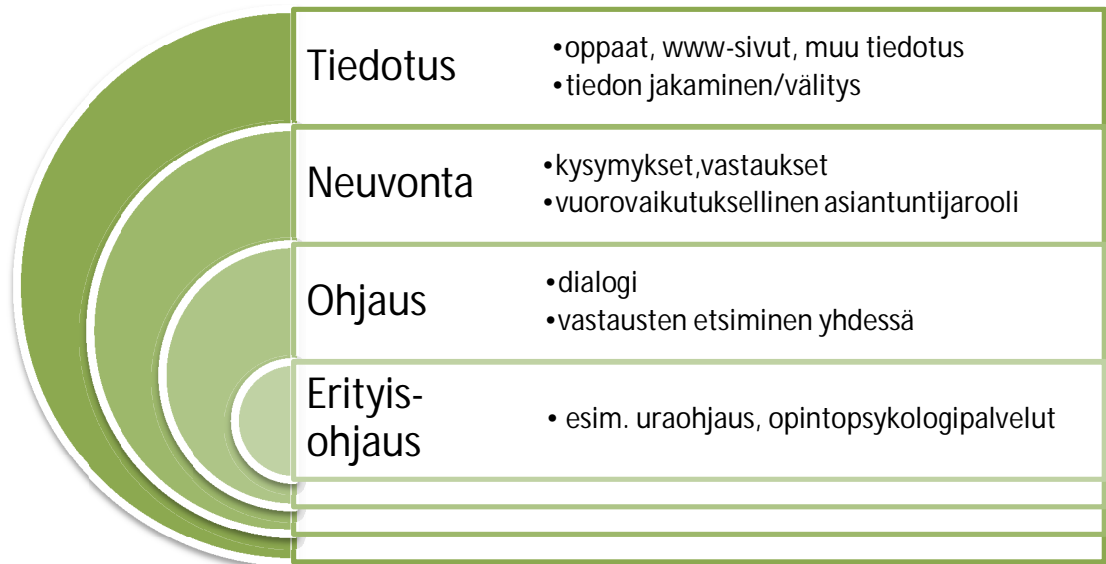 Tiedotus
•oppaat, www-sivut, muu tiedotus
•tiedon jakaminen/välitys
Neuvonta
•kysymykset,vastaukset
•vuorovaikutuksellinen asiantuntijarooli
Ohjaus
•dialogi
•vastausten etsiminen yhdessä
Erityis-
ohjaus
• esim. uraohjaus, opintopsykologipalvelut